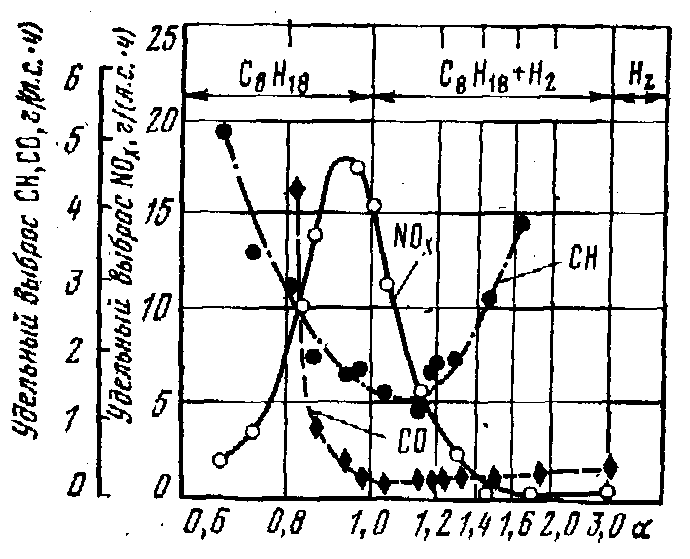 Удельный выброс CH, CO, г/(л.с.·ч)
6
5
4
3
2
1
0
Удельный выброс NOx, г/(л.с.·ч)
25
20
15
10
5
0
C8H18
C8H18+H2
H2
NOx
CH
CO
0,6 0,8 1,0 1,2 1,4 1,6 2,0 3,0 α